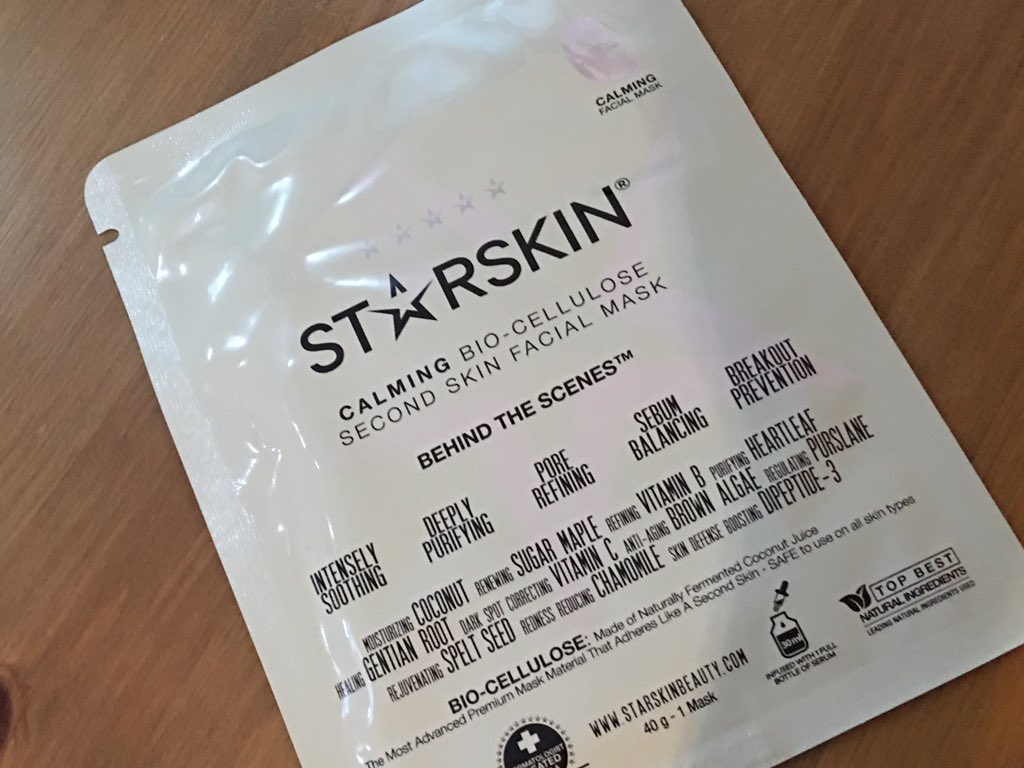 CALMING
FACIAL MASK
STARSKIN®
CALMING BIO-CELLULOSE
SECOND SKIN FACIAL MASK
BEHIND THE SCENES™
INTENSELY
SOOTHING
DEEPLY
PURIFYING
PORE
REFINING
SEBUM
BALANCING
BREAKOUT
PREVENTION
MOISTURIZING COCONUT RENEWING SUGAR MAPLE REFINING VITAMIN B PURIFYING HEARTLEAF
HEALING GENTIAN ROOT DARK SPOT CORRECTING VITAMIN C ANTI-AGING BROWN ALGAE REGULATING PURSLANE
REJUVENATING SPELT SEED REDNESS REDUCING CHAMOMILE SKIN DEFENSE BOOSTING DIPEPTIDE-3
BIO-CELLULOSE: Made of Naturally Fermented Coconut Juice
The Most Advanced Premium Mask Material That Adheres Like A Second Skin - SAFE to use on all skin types
WWW.STARSKINBEAUTY.COM
40 g - 1 Mask
30ml
INFUSED WITH 1 FULL
BOTTLE OF SERUM
TOP BEST
NATURAL INGREDIENTS
LEADING NATURAL INGREDIENTS USED